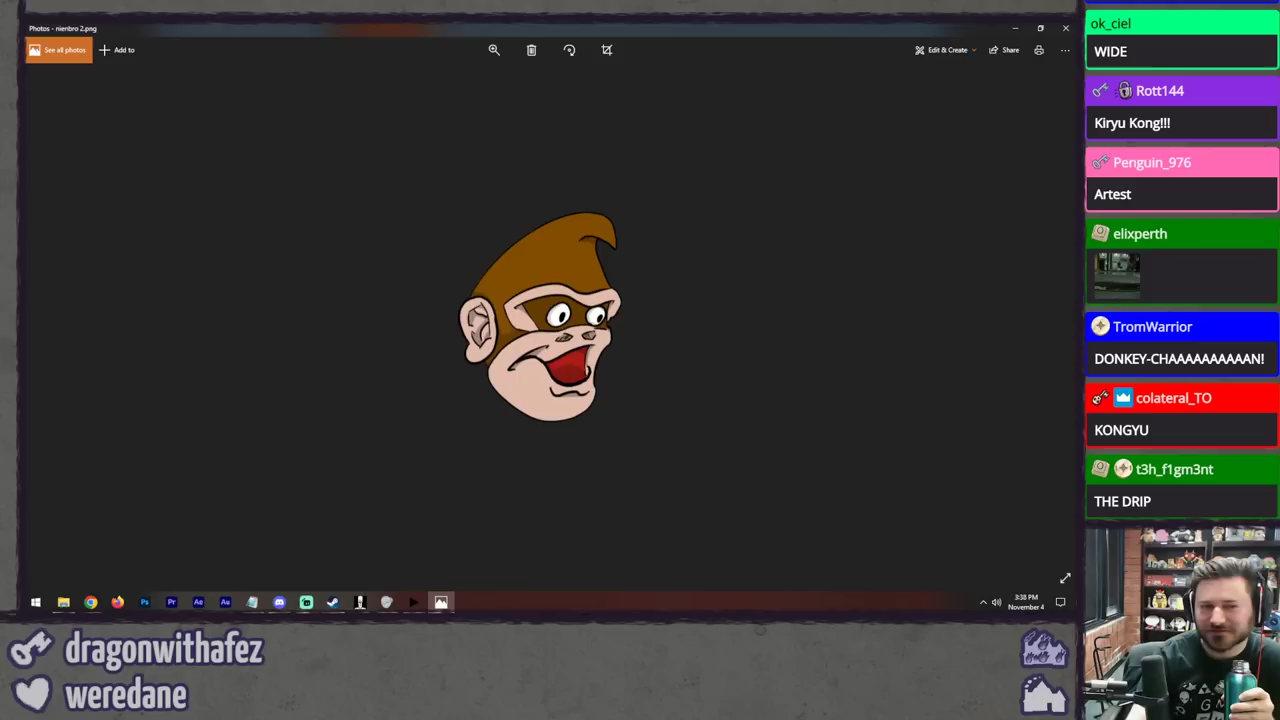 Photos - nienbro 2.png
See all photos
Add to
Edit & Create
Share
3:38 PM
November 4
ok_ciel
WIDE
Rott144
Kiryu Kong!!!
Penguin_976
Artest
elixperth
TromWarrior
DONKEY-CHAAAAAAAAAN!
colateral_TO
KONGYU
t3h_f1gm3nt
THE DRIP
dragonwithafez
weredane